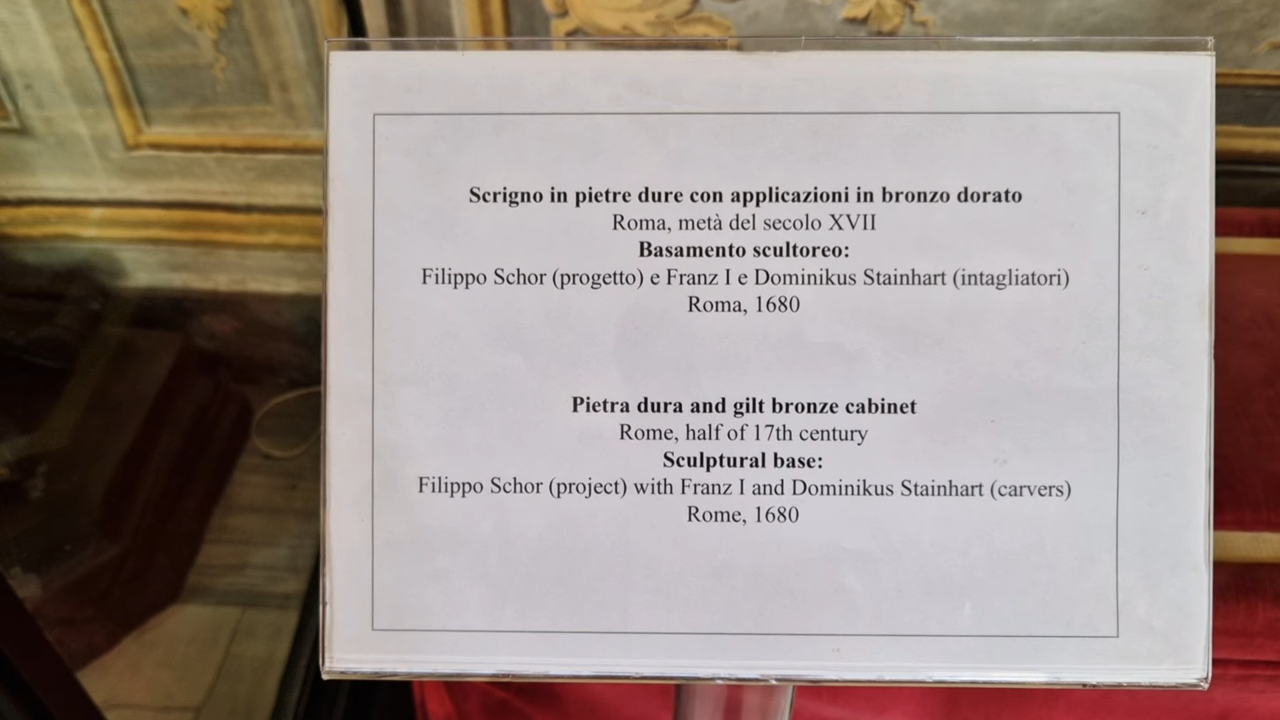 Scrigno in pietre dure con applicazioni in bronzo dorato
Roma, metà del secolo XVII
Basamento scultoreo:
Filippo Schor (progetto) e Franz I e Dominikus Stainhart (intagliatori)
Roma, 1680
Pietra dura and gilt bronze cabinet
Rome, half of 17th century
Sculptural base:
Filippo Schor (project) with Franz I and Dominikus Stainhart (carvers)
Rome, 1680